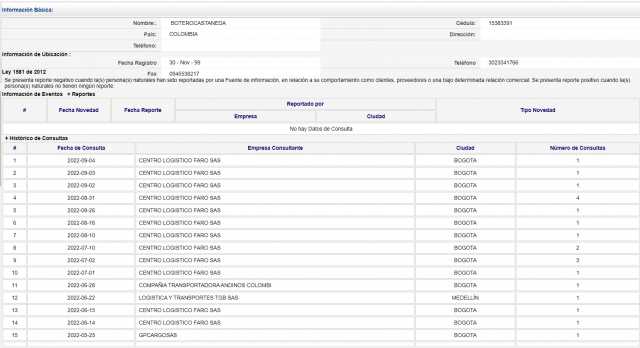 Información Básica:
Nombre: BOTEROCASTANEDA Cédula: 15383391
País: COLOMBIA Dirección:
Teléfono:
Información de Ubicación :
Fecha Registro 30 - Nov - 99 Teléfono 3023341766
Ley 1581 de 2012 Fax 0545538217
Se presenta reporte negativo cuando la(s) persona(s) naturales han sido reportadas por una Fuente de información, en relación a su comportamiento como clientes, proveedores o una bajo determinada relación comercial. Se presenta reporte positivo cuando la(s)
persona(s) naturales no tienen ningún reporte.
Información de Eventos + Reportes
# Fecha Novedad Fecha Reporte Reportado por Tipo Novedad
Empresa Ciudad
No hay Datos de Consulta
+ Histórico de Consultas
# Fecha de Consulta Empresa Consultante Ciudad Número de Consultas
1 2022-09-04 CENTRO LOGISTICO FARO SAS BOGOTA 1
2 2022-09-03 CENTRO LOGISTICO FARO SAS BOGOTA 1
3 2022-09-02 CENTRO LOGISTICO FARO SAS BOGOTA 1
4 2022-08-31 CENTRO LOGISTICO FARO SAS BOGOTA 4
5 2022-08-26 CENTRO LOGISTICO FARO SAS BOGOTA 1
6 2022-08-16 CENTRO LOGISTICO FARO SAS BOGOTA 1
7 2022-08-10 CENTRO LOGISTICO FARO SAS BOGOTA 1
8 2022-07-10 CENTRO LOGISTICO FARO SAS BOGOTA 2
9 2022-07-02 CENTRO LOGISTICO FARO SAS BOGOTA 3
10 2022-07-01 CENTRO LOGISTICO FARO SAS BOGOTA 1
11 2022-06-26 COMPAÑIA TRANSPORTADORA ANDINOS COLOMBI BOGOTA 1
12 2022-06-22 LOGISTICA Y TRANSPORTES TGB SAS MEDELLÍN 1
13 2022-06-15 CENTRO LOGISTICO FARO SAS BOGOTA 1
14 2022-06-14 CENTRO LOGISTICO FARO SAS BOGOTA 1
15 2022-03-25 GPCARGOSAS BOGOTA 1